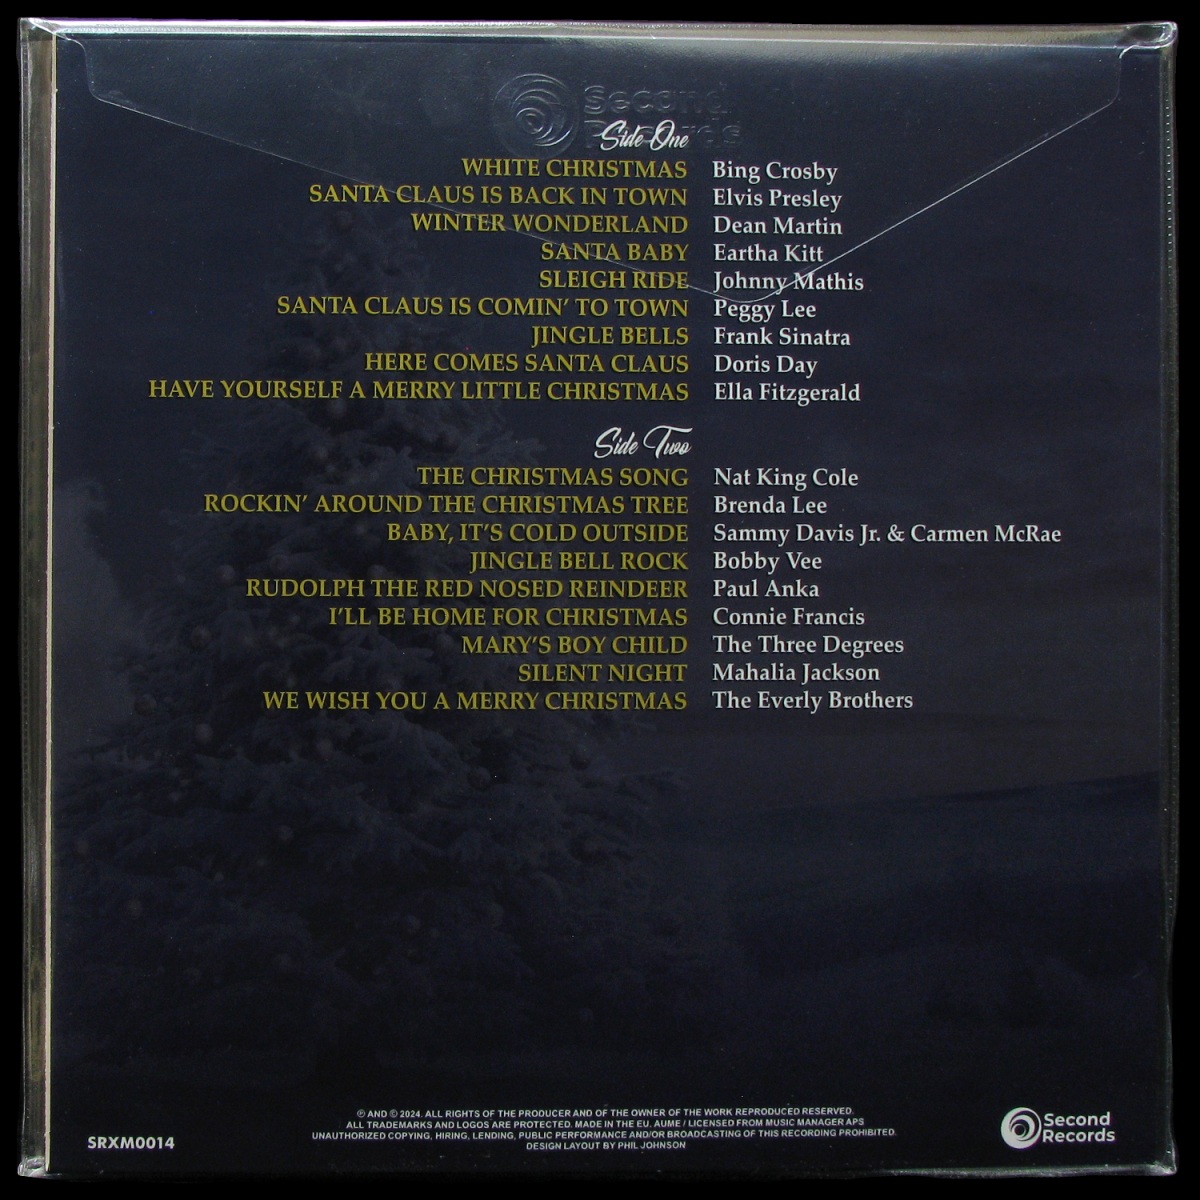 Second
Records
Side One
WHITE CHRISTMAS Bing Crosby
SANTA CLAUS IS BACK IN TOWN Elvis Presley
WINTER WONDERLAND Dean Martin
SANTA BABY Eartha Kitt
SLEIGH RIDE Johnny Mathis
SANTA CLAUS IS COMIN' TO TOWN Peggy Lee
JINGLE BELLS Frank Sinatra
HERE COMES SANTA CLAUS Doris Day
HAVE YOURSELF A MERRY LITTLE CHRISTMAS Ella Fitzgerald
Side Two
THE CHRISTMAS SONG Nat King Cole
ROCKIN' AROUND THE CHRISTMAS TREE Brenda Lee
BABY, IT'S COLD OUTSIDE Sammy Davis Jr. & Carmen McRae
JINGLE BELL ROCK Bobby Vee
RUDOLPH THE RED NOSED REINDEER Paul Anka
I'LL BE HOME FOR CHRISTMAS Connie Francis
MARY'S BOY CHILD The Three Degrees
SILENT NIGHT Mahalia Jackson
WE WISH YOU A MERRY CHRISTMAS The Everly Brothers
℗ AND © 2024. ALL RIGHTS OF THE PRODUCER AND OF THE OWNER OF THE WORK REPRODUCED RESERVED.
ALL TRADEMARKS AND LOGOS ARE PROTECTED. MADE IN THE EU. AUME / LICENSED FROM MUSIC MANAGER APS
UNAUTHORIZED COPYING, HIRING, LENDING, PUBLIC PERFORMANCE AND/OR BROADCASTING OF THIS RECORDING PROHIBITED.
DESIGN LAYOUT BY PHIL JOHNSON
SRXM0014
Second
Records